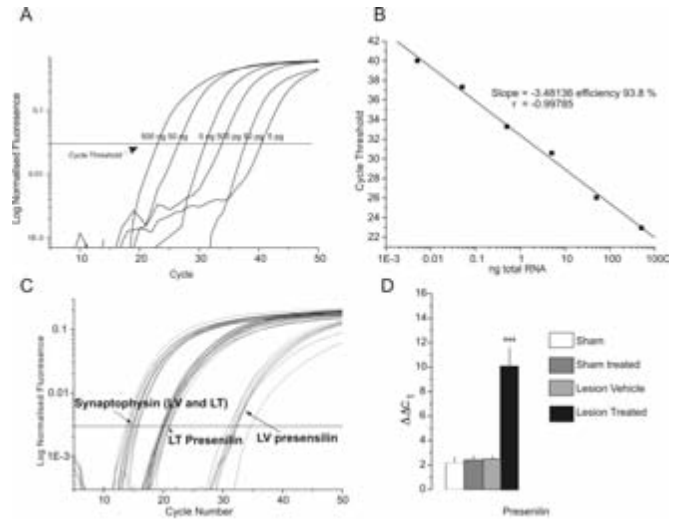 A
Log Normalised Fluorescence
0.1
0.01
1E-3
500 ng 50 ng 5 ng 500 pg 50 pg 5 pg
Cycle Threshold
10 20 30 40 50
Cycle
B
Cycle Threshold
42
40
38
36
34
32
30
28
26
24
22
Slope = -3.48136 efficiency 93.8 %
r = -0.99785
1E-3 0.01 0.1 1 10 100 1000
ng total RNA
C
Log Normalised Fluorescence
0.1
0.01
1E-3
Synaptophysin (LV and LT)
LT Presenilin
LV presensilin
10 20 30 40 50
Cycle Number
D
ΔΔCt
16
14
12
10
8
6
4
2
0
***
Sham
Sham treated
Lesion Vehicle
Lesion Treated
Presenilin